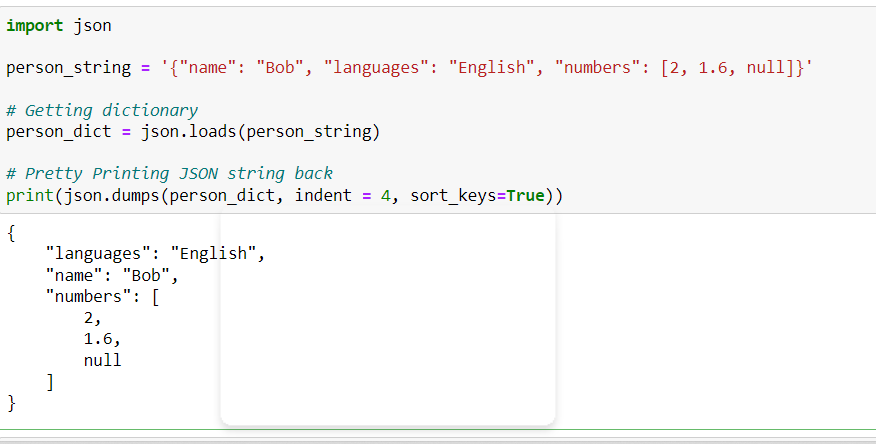 import json
person_string = '{"name": "Bob", "languages": "English", "numbers": [2, 1.6, null]}'
# Getting dictionary
person_dict = json.loads(person_string)
# Pretty Printing JSON string back
print(json.dumps(person_dict, indent = 4, sort_keys=True))
{
    "languages": "English",
    "name": "Bob",
    "numbers": [
        2,
        1.6,
        null
    ]
}